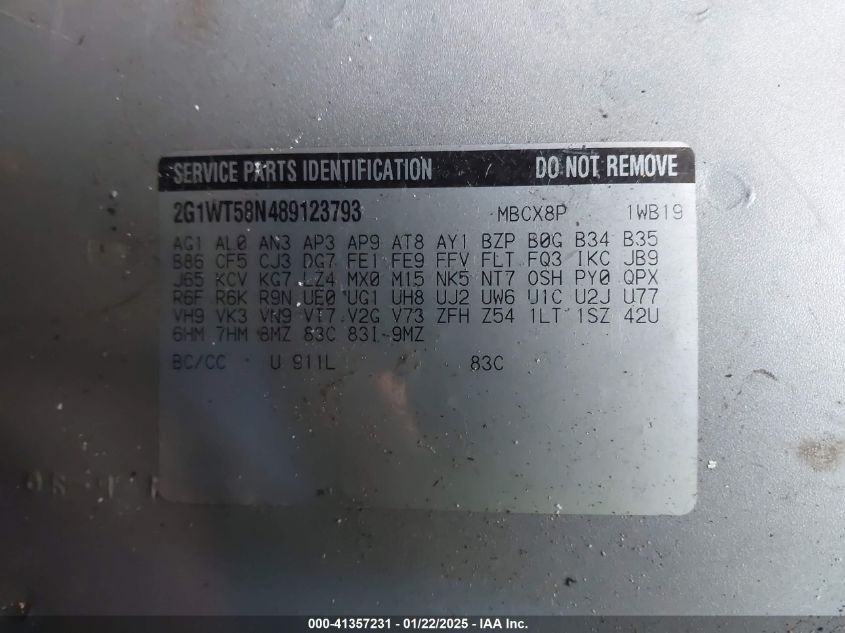 SERVICE PARTS IDENTIFICATION DO NOT REMOVE
2G1WT58N489123793 MBCX8P 1WB19
AG1 AL0 AN3 AP3 AP9 AT8 AY1 BZP B0G B34 B35
B86 CF5 CJ3 DG7 FE1 FE9 FFV FLT FQ3 IKC JB9
J65 KCV KG7 LZ4 MX0 M15 NK5 NT7 OSH PY0 QPX
R6F R6K R9N UE0 UG1 UH8 UJ2 UW6 U1C U2J U77
VH9 VK3 VN9 VT7 V2G V73 ZFH Z54 1LT 1SZ 42U
6HM 7HM 8MZ 83C 83I 9MZ
BC/CC U 911L 83C
000-41357231 - 01/22/2025 - IAA Inc.